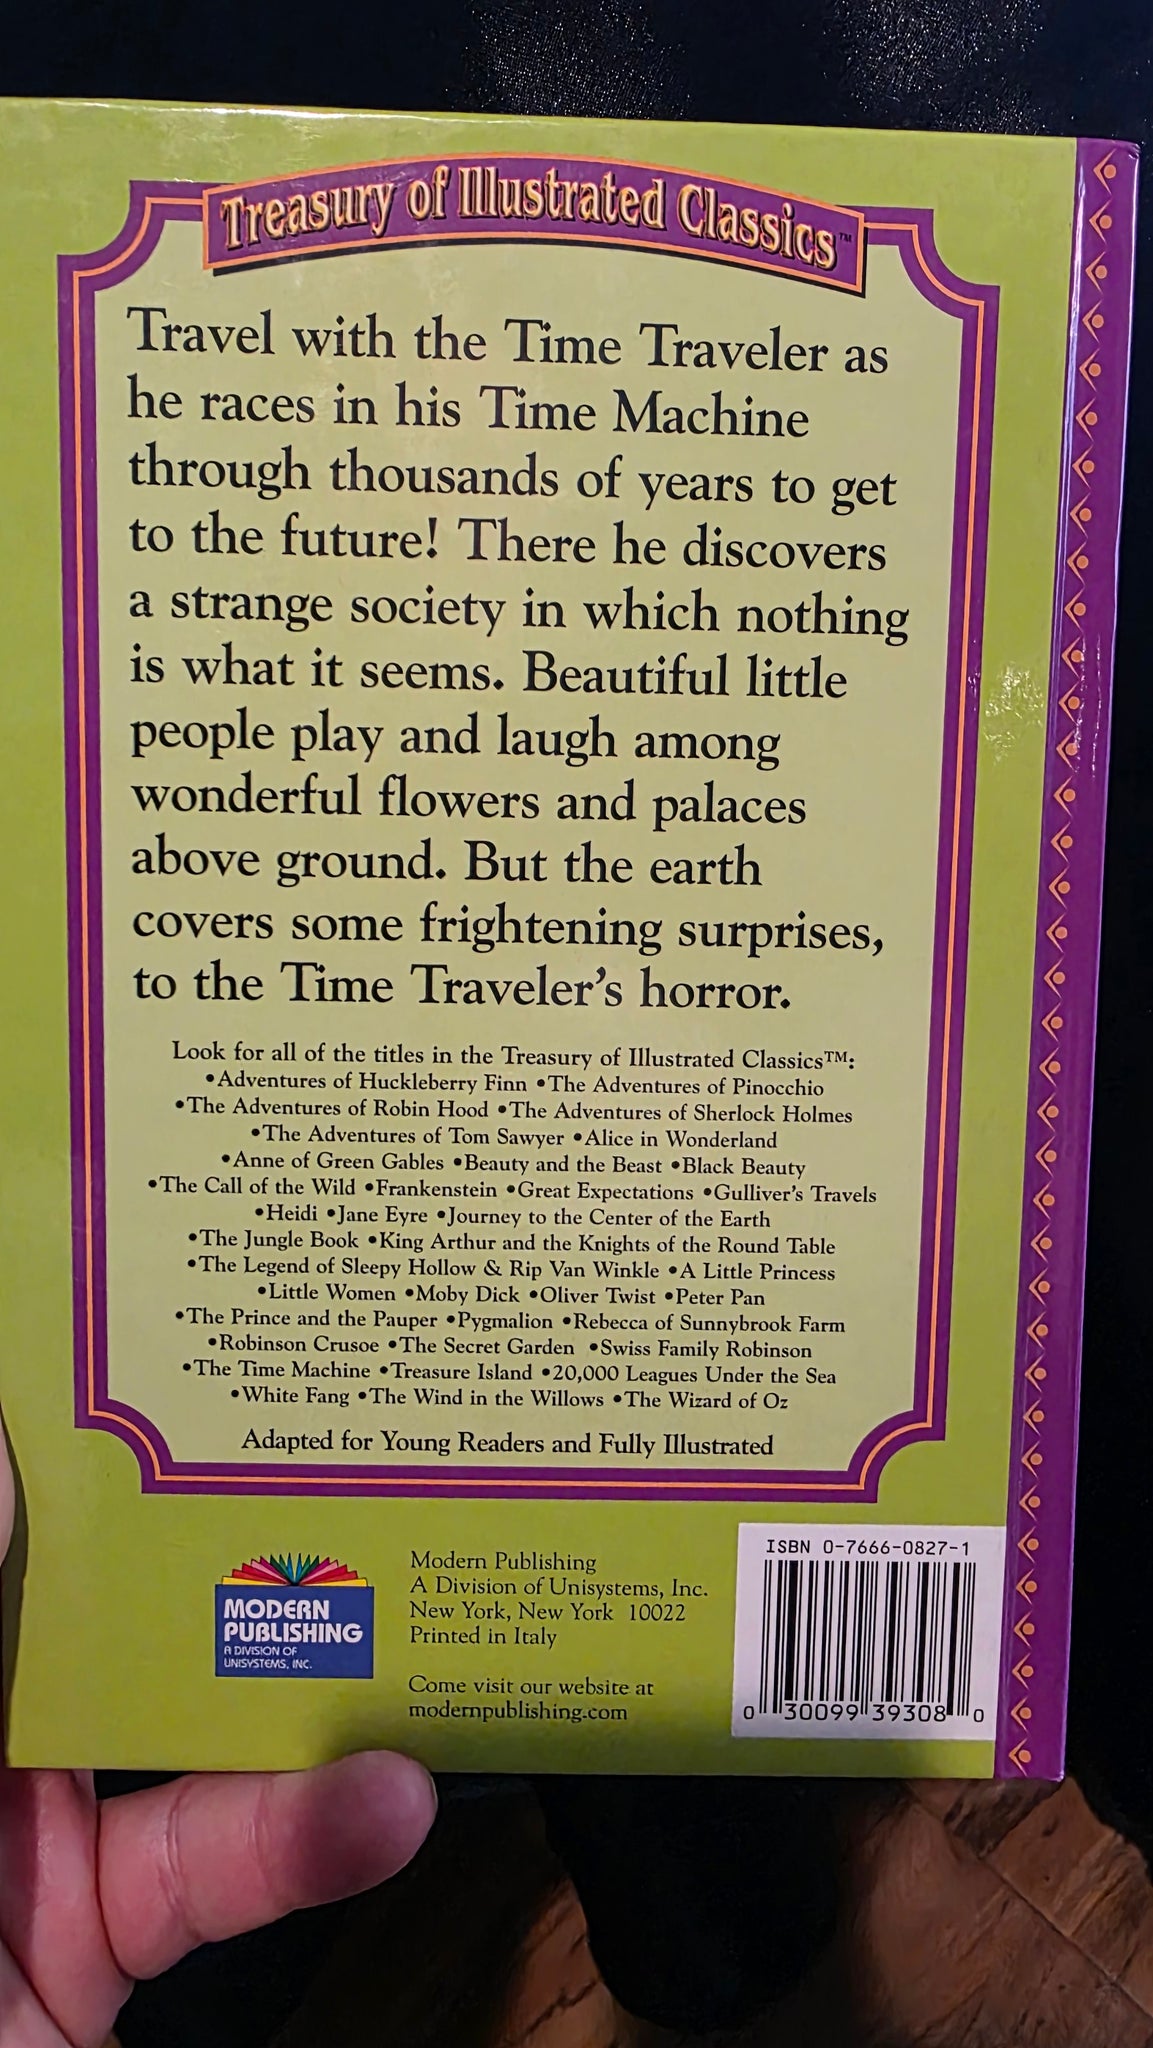 Treasury of Illustrated Classics™
Travel with the Time Traveler as
he races in his Time Machine
through thousands of years to get
to the future! There he discovers
a strange society in which nothing
is what it seems. Beautiful little
people play and laugh among
wonderful flowers and palaces
above ground. But the earth
covers some frightening surprises,
to the Time Traveler's horror.
Look for all of the titles in the Treasury of Illustrated Classics™:
•Adventures of Huckleberry Finn •The Adventures of Pinocchio
•The Adventures of Robin Hood •The Adventures of Sherlock Holmes
•The Adventures of Tom Sawyer •Alice in Wonderland
•Anne of Green Gables •Beauty and the Beast •Black Beauty
•The Call of the Wild •Frankenstein •Great Expectations •Gulliver's Travels
•Heidi •Jane Eyre •Journey to the Center of the Earth
•The Jungle Book •King Arthur and the Knights of the Round Table
•The Legend of Sleepy Hollow & Rip Van Winkle •A Little Princess
•Little Women •Moby Dick •Oliver Twist •Peter Pan
•The Prince and the Pauper •Pygmalion •Rebecca of Sunnybrook Farm
•Robinson Crusoe •The Secret Garden •Swiss Family Robinson
•The Time Machine •Treasure Island •20,000 Leagues Under the Sea
•White Fang •The Wind in the Willows •The Wizard of Oz
Adapted for Young Readers and Fully Illustrated
MODERN
PUBLISHING
A DIVISION OF
UNISYSTEMS, INC.
Modern Publishing
A Division of Unisystems, Inc.
New York, New York 10022
Printed in Italy
Come visit our website at
modernpublishing.com
ISBN 0-7666-0827-1
0 30099 39308 0